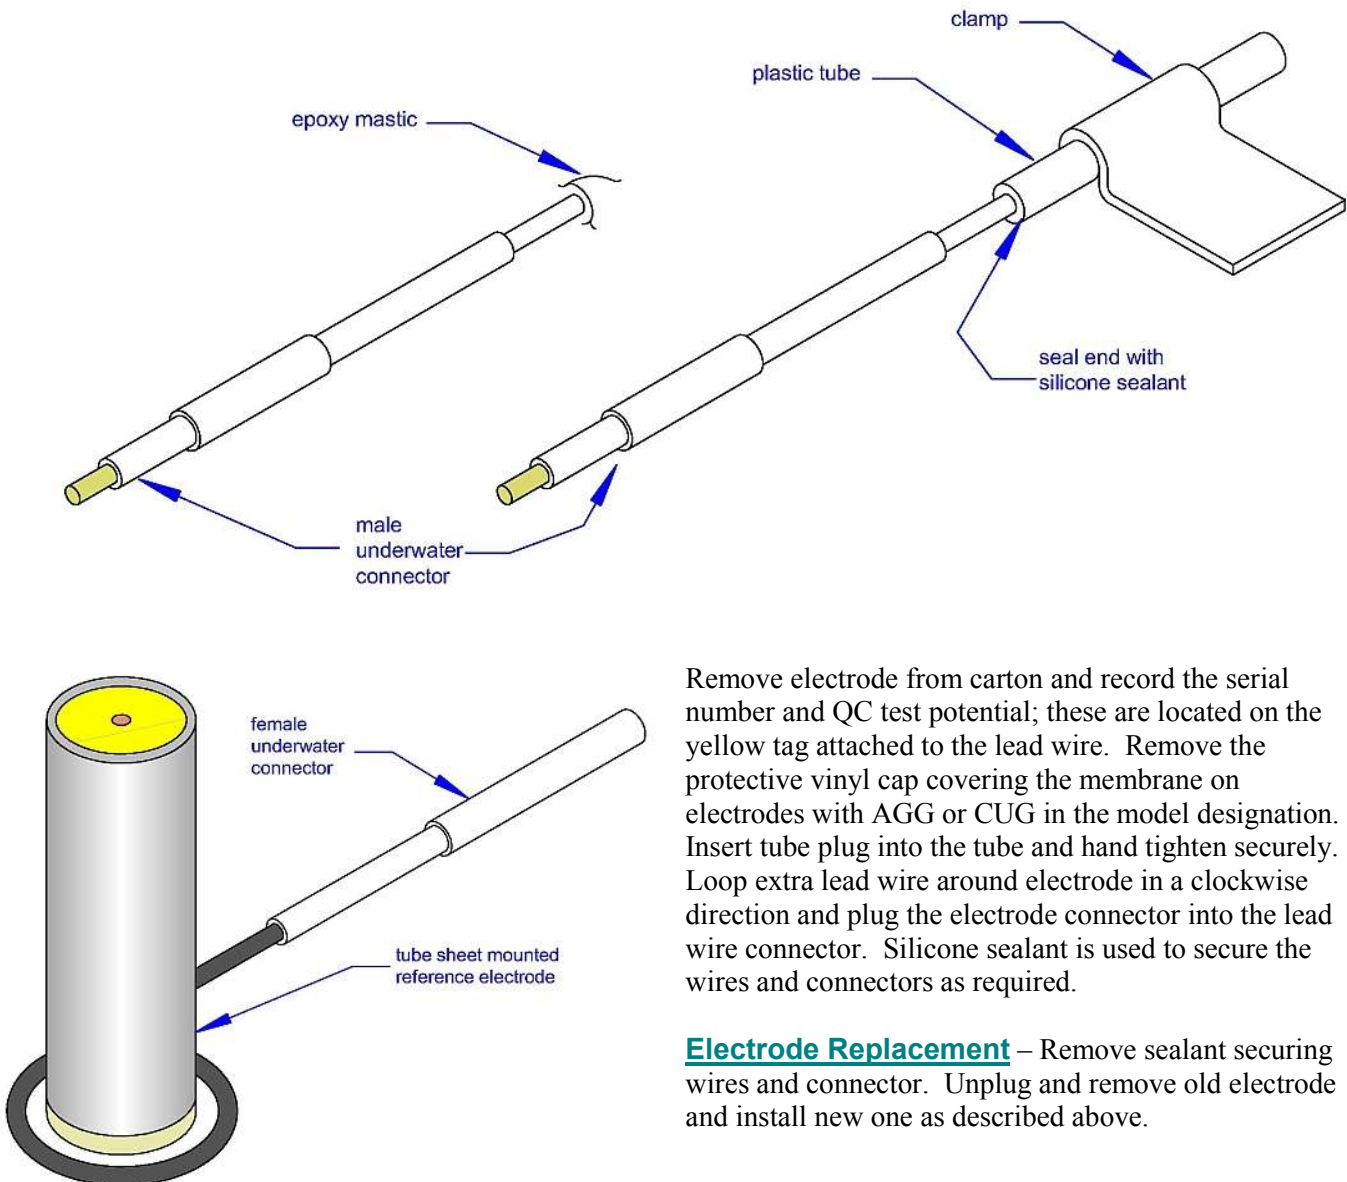 clamp
plastic tube
epoxy mastic
seal end with
silicone sealant
male
underwater
connector
female
underwater
connector
tube sheet mounted
reference electrode
Remove electrode from carton and record the serial
number and QC test potential; these are located on the
yellow tag attached to the lead wire.  Remove the
protective vinyl cap covering the membrane on
electrodes with AGG or CUG in the model designation.
Insert tube plug into the tube and hand tighten securely.
Loop extra lead wire around electrode in a clockwise
direction and plug the electrode connector into the lead
wire connector.  Silicone sealant is used to secure the
wires and connectors as required.
Electrode Replacement – Remove sealant securing
wires and connector.  Unplug and remove old electrode
and install new one as described above.